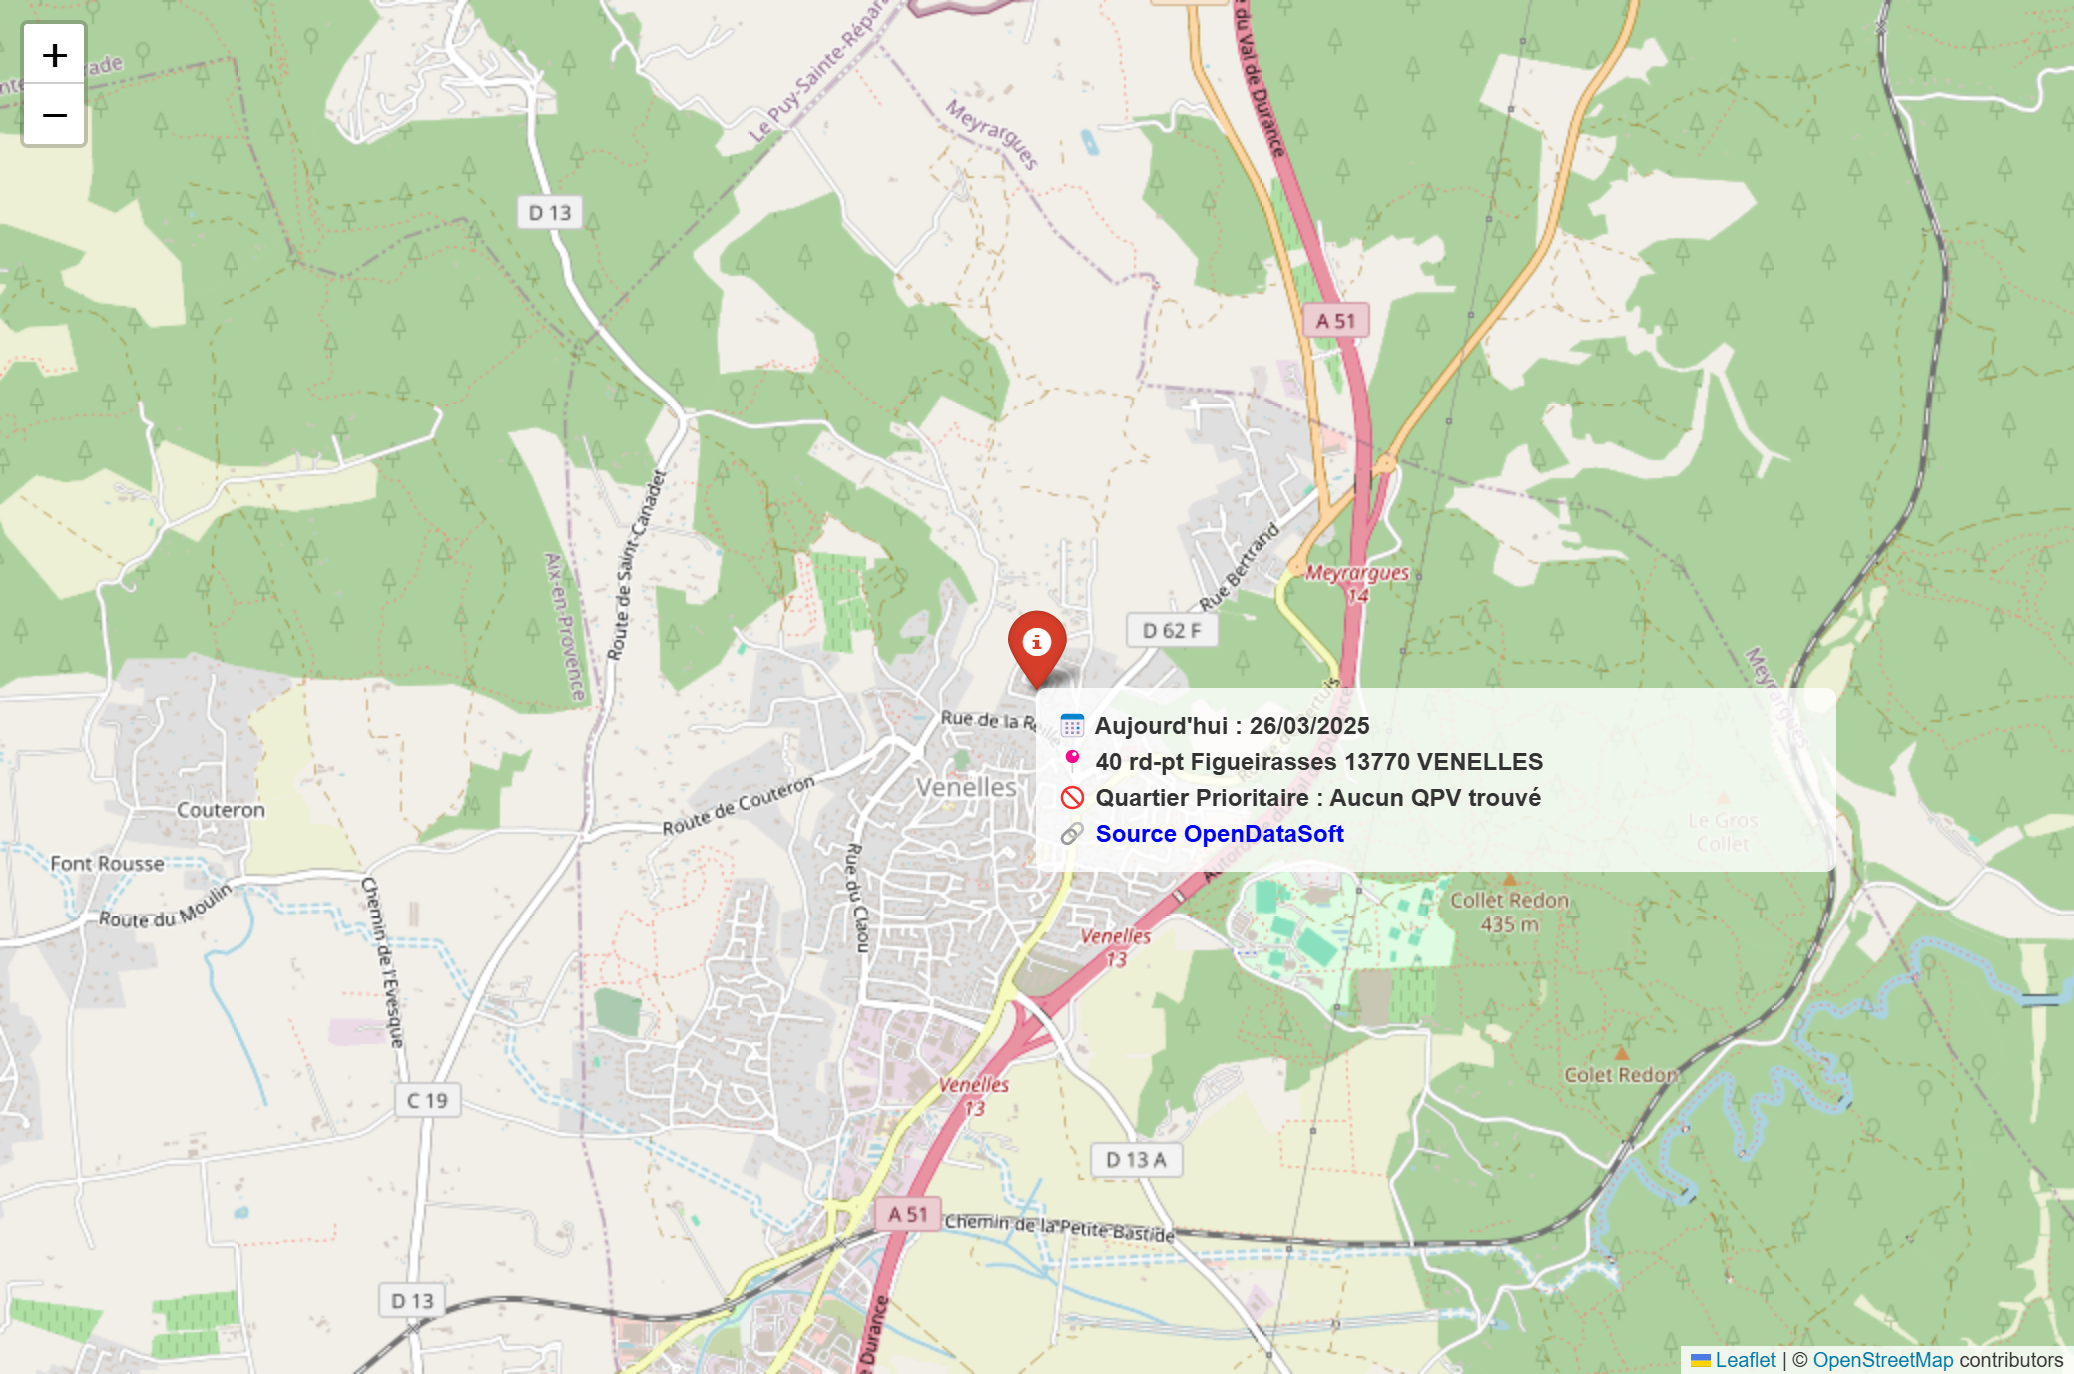 +
−
Le Puy-Sainte-Répara
Meyrargues
du Val de Durance
D 13
A 51
Route de Saint-Canadet
Aix-en-Provence
Rue Bertrand
Meyrargues
14
D 62 F
Meyrargues
Rue de la Re
Aujourd'hui : 26/03/2025
40 rd-pt Figueirasses 13770 VENELLES
Quartier Prioritaire : Aucun QPV trouvé
Source OpenDataSoft
Venelles
Le Gros
Collet
Couteron
Route de Couteron
Font Rousse
Route du Moulin
Chemin de l'Evesque
Rue du Claou
Collet Redon
435 m
Venelles
13
Colet Redon
C 19
Venelles
13
D 13 A
A 51
Chemin de la Petite Bastide
D 13
Durance
Leaflet | © OpenStreetMap contributors